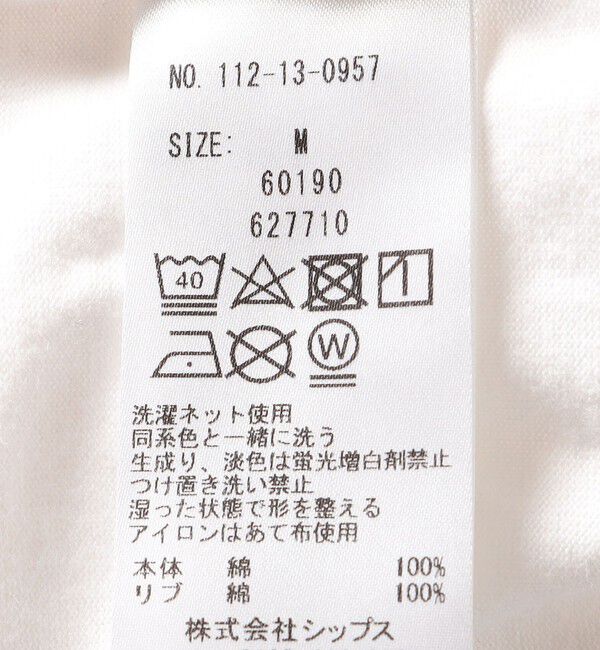 NO. 112-13-0957
SIZE: M
60190
627710
40
W
洗濯ネット使用
同系色と一緒に洗う
生成り、淡色は蛍光増白剤禁止
つけ置き洗い禁止
湿った状態で形を整える
アイロンはあて布使用
本体 綿 100%
リブ 綿 100%
株式会社シップス